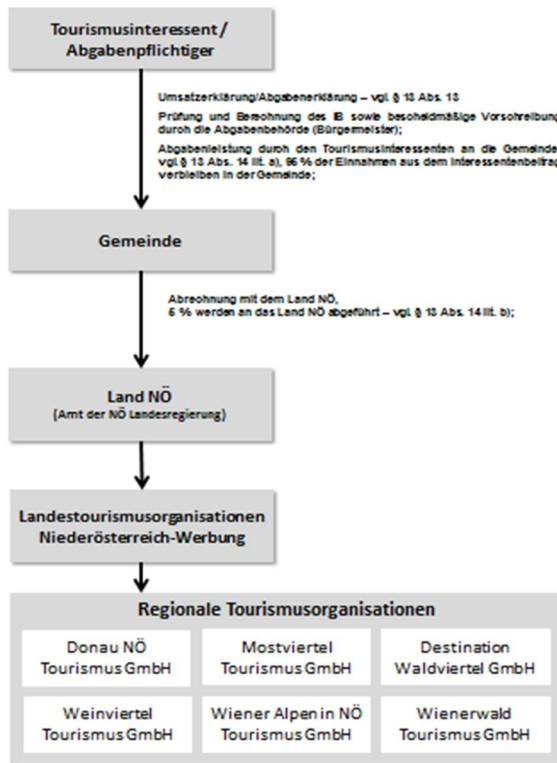 Tourismusinteressent/
Abgabenpflichtiger
Umsatzerklärung/Abgabenerklärung – vgl. § 13 Abs. 13
Prüfung und Berechnung des IB sowie bescheidmäßige Vorschreibung
durch die Abgabenbehörde (Bürgermeister);
Abgabenleistung durch den Tourismusinteressenten an die Gemeinde,
vgl. § 13 Abs. 14 lit. a), 95 % der Einnahmen aus dem Interessentenbeitrag
verbleiben in der Gemeinde;
Gemeinde
Abrechnung mit dem Land NÖ,
5 % werden an das Land NÖ abgeführt – vgl. § 13 Abs. 14 lit. b);
Land NÖ
(Amt der NÖ Landesregierung)
Landestourismusorganisationen
Niederösterreich-Werbung
Regionale Tourismusorganisationen
Donau NÖ
Tourismus GmbH
Mostviertel
Tourismus GmbH
Destination
Waldviertel GmbH
Weinviertel
Tourismus GmbH
Wiener Alpen in NÖ
Tourismus GmbH
Wienerwald
Tourismus GmbH